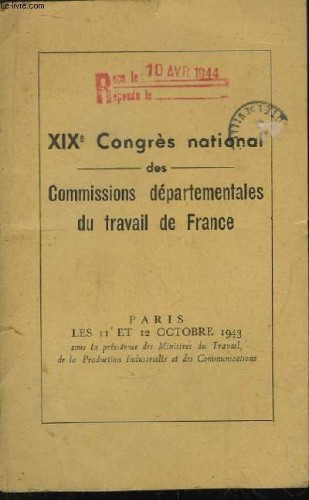 le-livre.com
Reçu le 10 AVR 1944
Répondu le
XIXe Congrès national
des
Commissions départementales
du travail de France
PARIS
LES 11 ET 12 OCTOBRE 1943
sous la présidence des Ministres du Travail,
de la Production Industrielle et des Communications